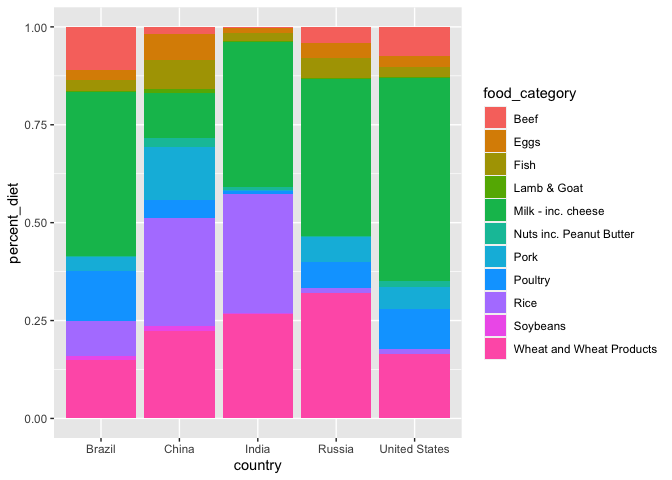 1.00
0.75
0.50
0.25
0.00
percent_diet
Brazil China India Russia United States
country
food_category
Beef
Eggs
Fish
Lamb & Goat
Milk - inc. cheese
Nuts inc. Peanut Butter
Pork
Poultry
Rice
Soybeans
Wheat and Wheat Products